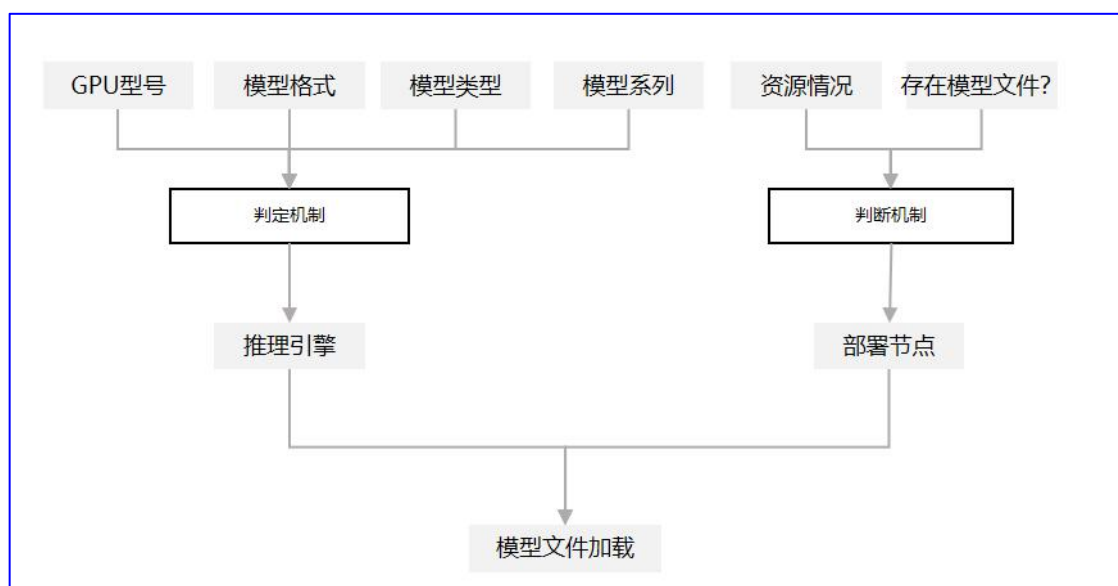 GPU型号
模型格式
模型类型
模型系列
资源情况
存在模型文件?
判定机制
判断机制
推理引擎
部署节点
模型文件加载